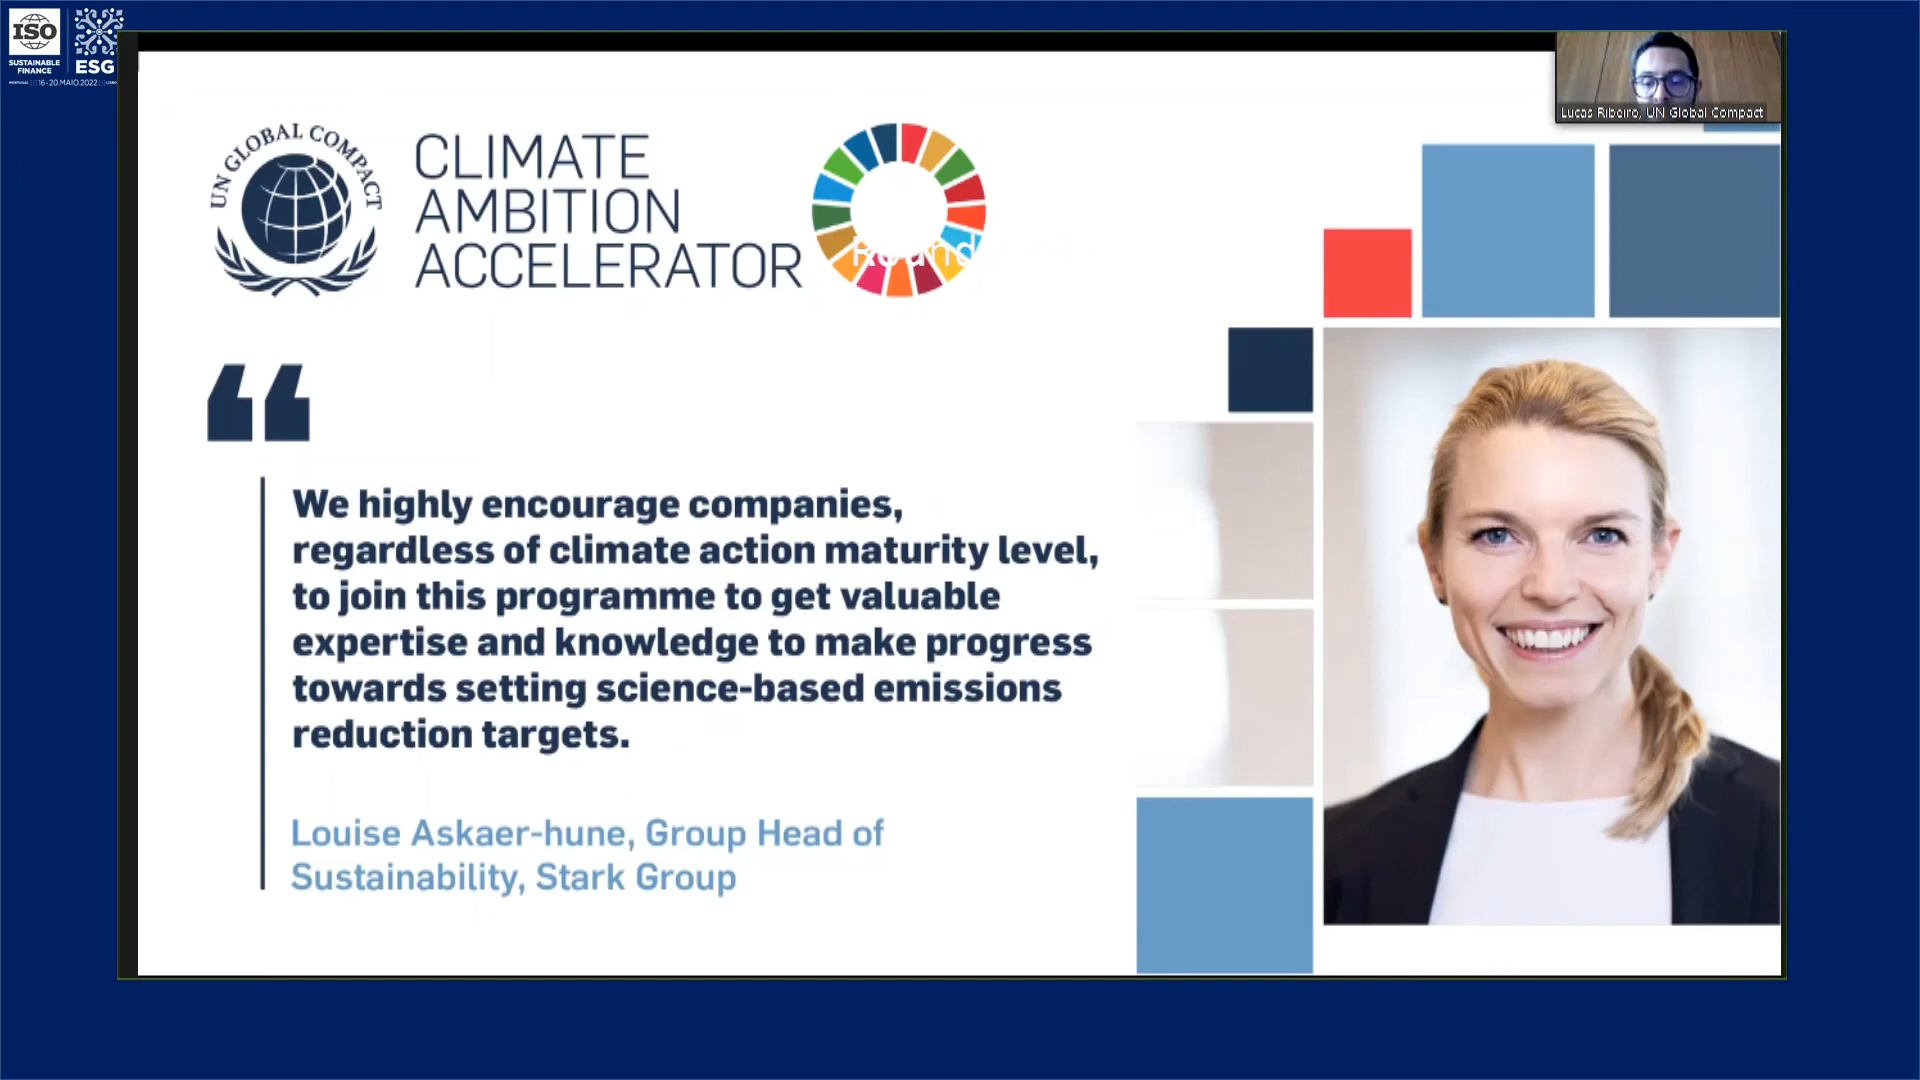 ISO
SUSTAINABLE
FINANCE
ESG
16-20.MAIO.2022
Lucas Ribeiro, UN Global Compact
UN GLOBAL COMPACT
CLIMATE
AMBITION
ACCELERATOR
Round
“
We highly encourage companies,
regardless of climate action maturity level,
to join this programme to get valuable
expertise and knowledge to make progress
towards setting science-based emissions
reduction targets.
Louise Askaer-hune, Group Head of
Sustainability, Stark Group